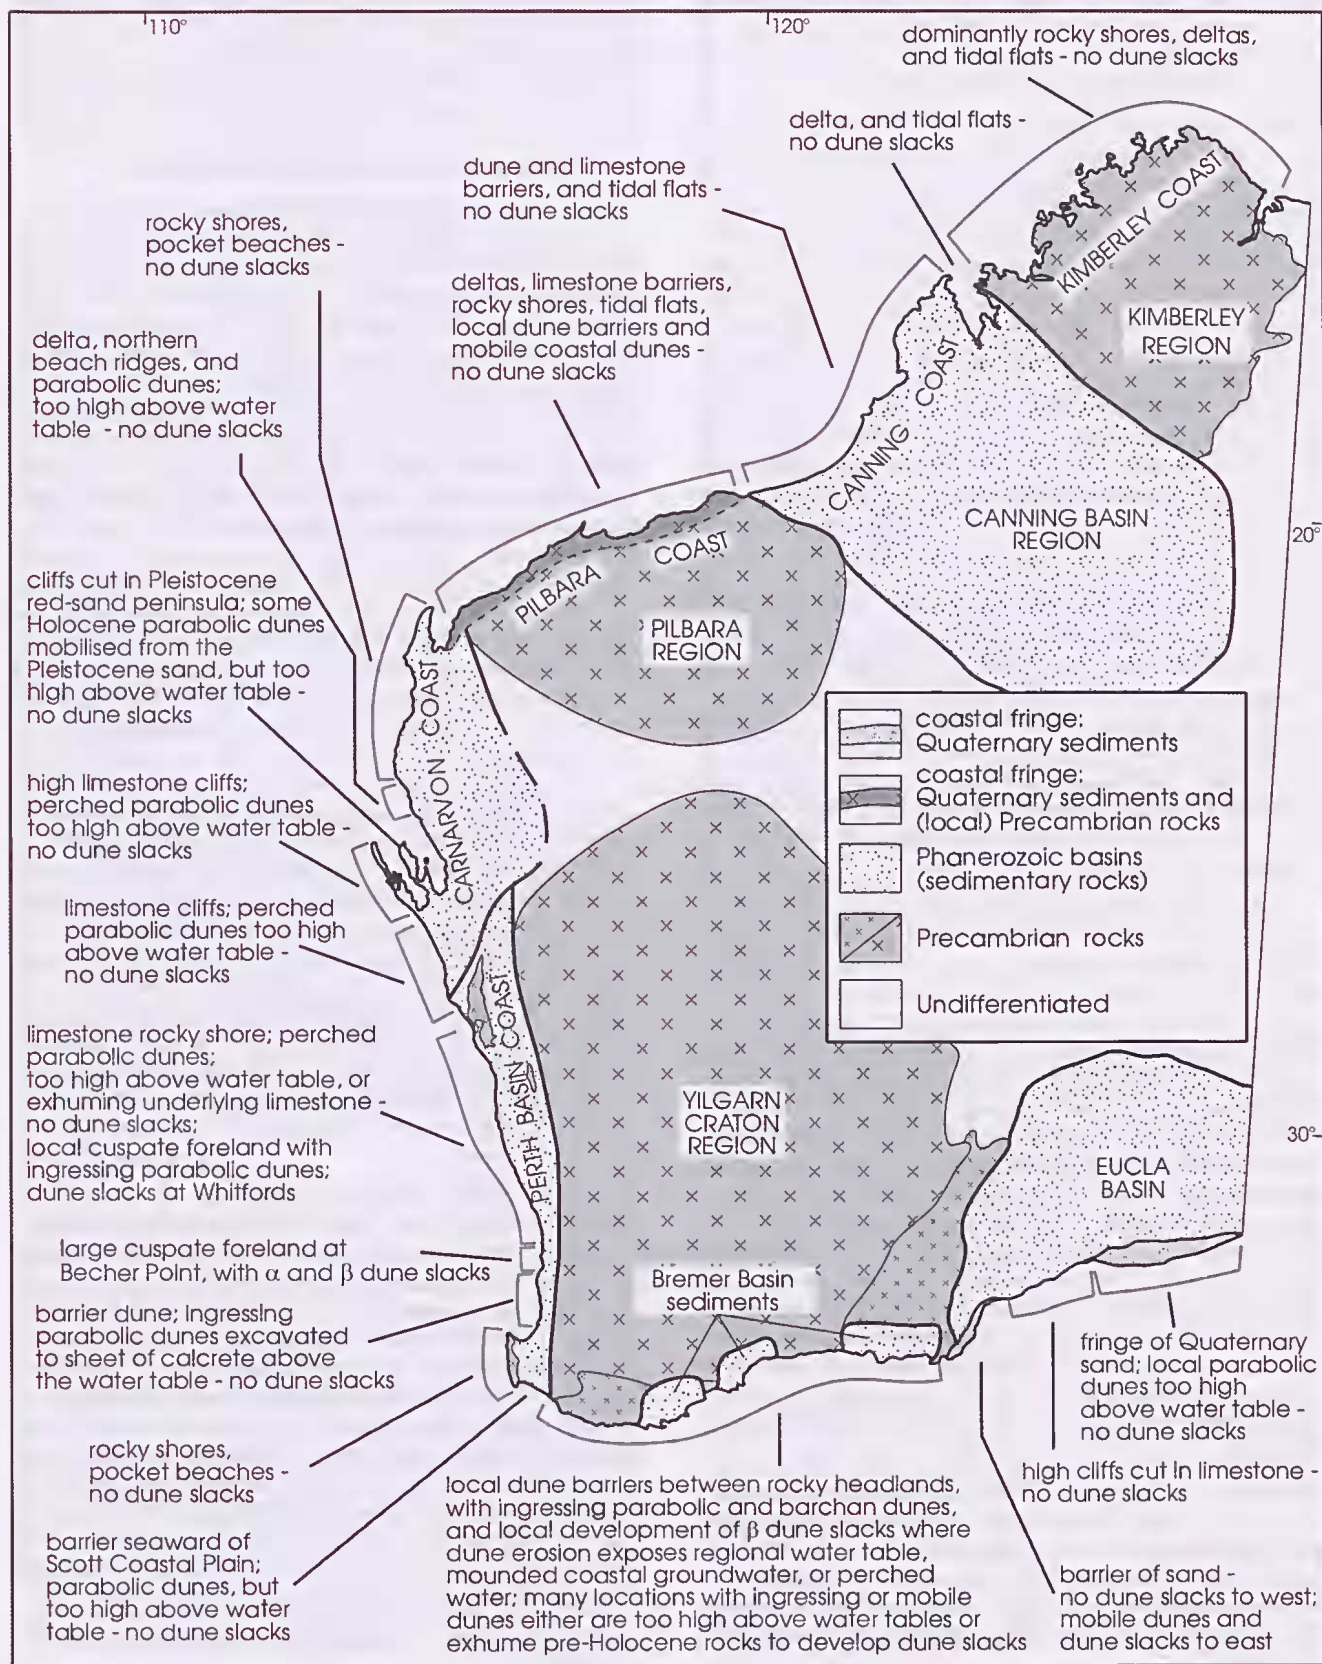 110°
120°
dominantly rocky shores, deltas,
and tidal flats - no dune slacks
delta, and tidal flats -
no dune slacks
dune and limestone
barriers, and tidal flats -
no dune slacks
rocky shores,
pocket beaches -
no dune slacks
deltas, limestone barriers,
rocky shores, tidal flats,
local dune barriers and
mobile coastal dunes -
no dune slacks
delta, northern
beach ridges, and
parabolic dunes;
too high above water
table - no dune slacks
KIMBERLEY COAST
KIMBERLEY
REGION
CANNING COAST
CANNING BASIN
REGION
20°
PILBARA COAST
PILBARA
REGION
cliffs cut in Pleistocene
red-sand peninsula; some
Holocene parabolic dunes
mobilised from the
Pleistocene sand, but too
high above water table -
no dune slacks
CARNARVON COAST
high limestone cliffs;
perched parabolic dunes
too high above water table -
no dune slacks
limestone cliffs; perched
parabolic dunes too high
above water table -
no dune slacks
coastal fringe:
Quaternary sediments
coastal fringe:
Quaternary sediments and
(local) Precambrian rocks
Phanerozoic basins
(sedimentary rocks)
Precambrian rocks
Undifferentiated
limestone rocky shore; perched
parabolic dunes;
too high above water table, or
exhuming underlying limestone -
no dune slacks;
local cuspate foreland with
ingressing parabolic dunes;
dune slacks at Whitfords
PERTH BASIN COAST
YILGARN
CRATON
REGION
30°
EUCLA
BASIN
large cuspate foreland at
Becher Point, with α and β dune slacks
Bremer Basin
sediments
barrier dune; ingressing
parabolic dunes excavated
to sheet of calcrete above
the water table - no dune slacks
fringe of Quaternary
sand; local parabolic
dunes too high
above water table -
no dune slacks
rocky shores,
pocket beaches -
no dune slacks
high cliffs cut in limestone -
no dune slacks
local dune barriers between rocky headlands,
with ingressing parabolic and barchan dunes,
and local development of β dune slacks where
dune erosion exposes regional water table,
mounded coastal groundwater, or perched
water; many locations with ingressing or mobile
dunes either are too high above water tables or
exhume pre-Holocene rocks to develop dune slacks
barrier seaward of
Scott Coastal Plain;
parabolic dunes, but
too high above water
table - no dune slacks
barrier of sand -
no dune slacks to west;
mobile dunes and
dune slacks to east